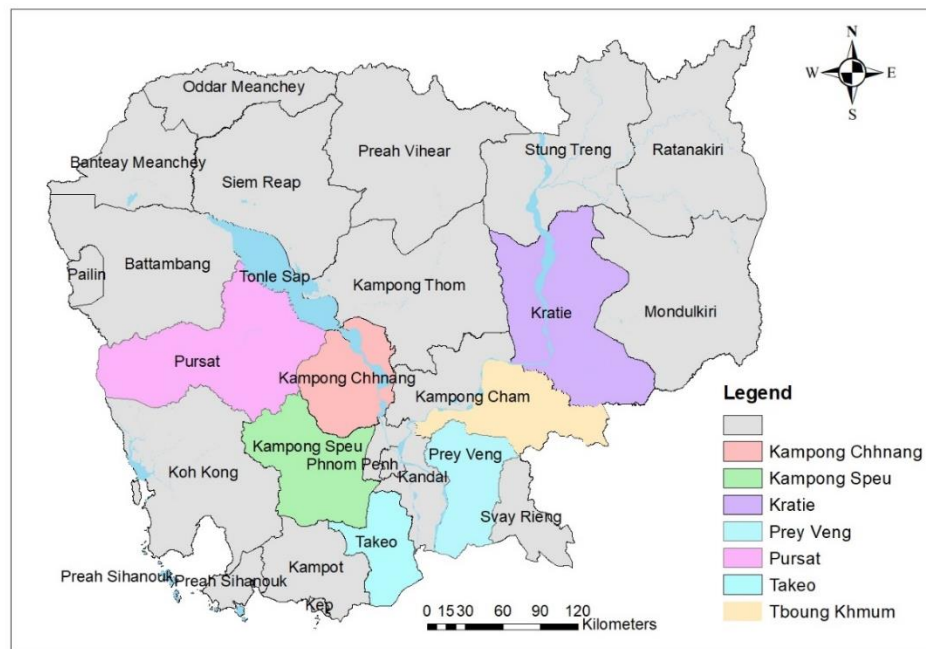 N
W E
S
Oddar Meanchey
Banteay Meanchey
Siem Reap
Preah Vihear
Stung Treng
Ratanakiri
Battambang
Pailin
Tonle Sap
Kampong Thom
Kratie
Mondulkiri
Pursat
Kampong Chhnang
Kampong Cham
Kampong Speu
Phnom Penh
Kandal
Prey Veng
Koh Kong
Svay Rieng
Takeo
Kampot
Preah Sihanouk
Preah Sihanouk
Kep
Legend
Kampong Chhnang
Kampong Speu
Kratie
Prey Veng
Pursat
Takeo
Tboung Khmum
0 15 30 60 90 120
Kilometers